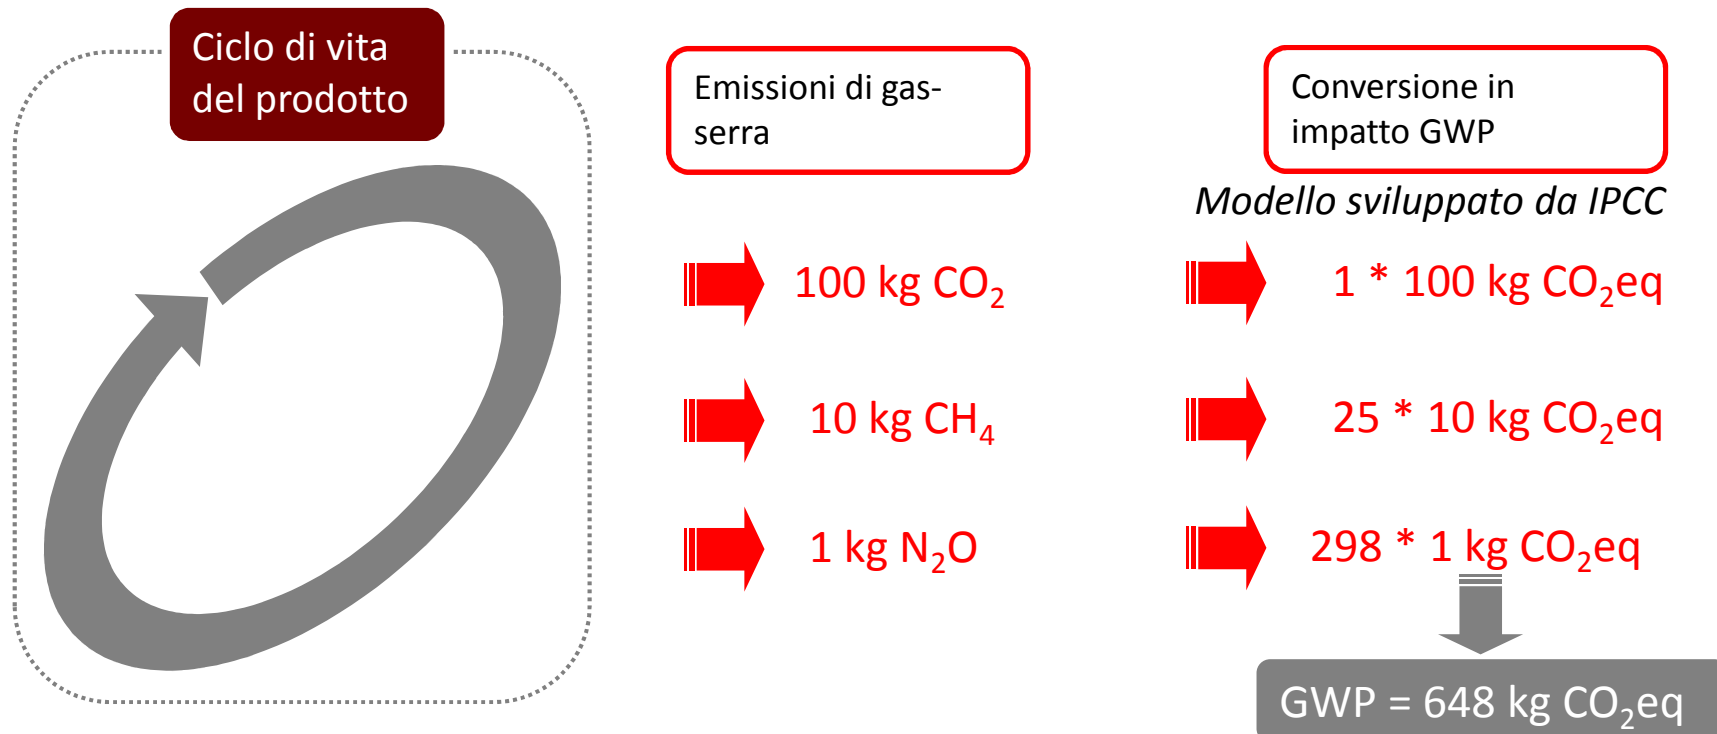 Ciclo di vita
del prodotto
Emissioni di gas-
serra
Conversione in
impatto GWP
Modello sviluppato da IPCC
100 kg CO₂
1 * 100 kg CO₂eq
10 kg CH₄
25 * 10 kg CO₂eq
1 kg N₂O
298 * 1 kg CO₂eq
GWP = 648 kg CO₂eq